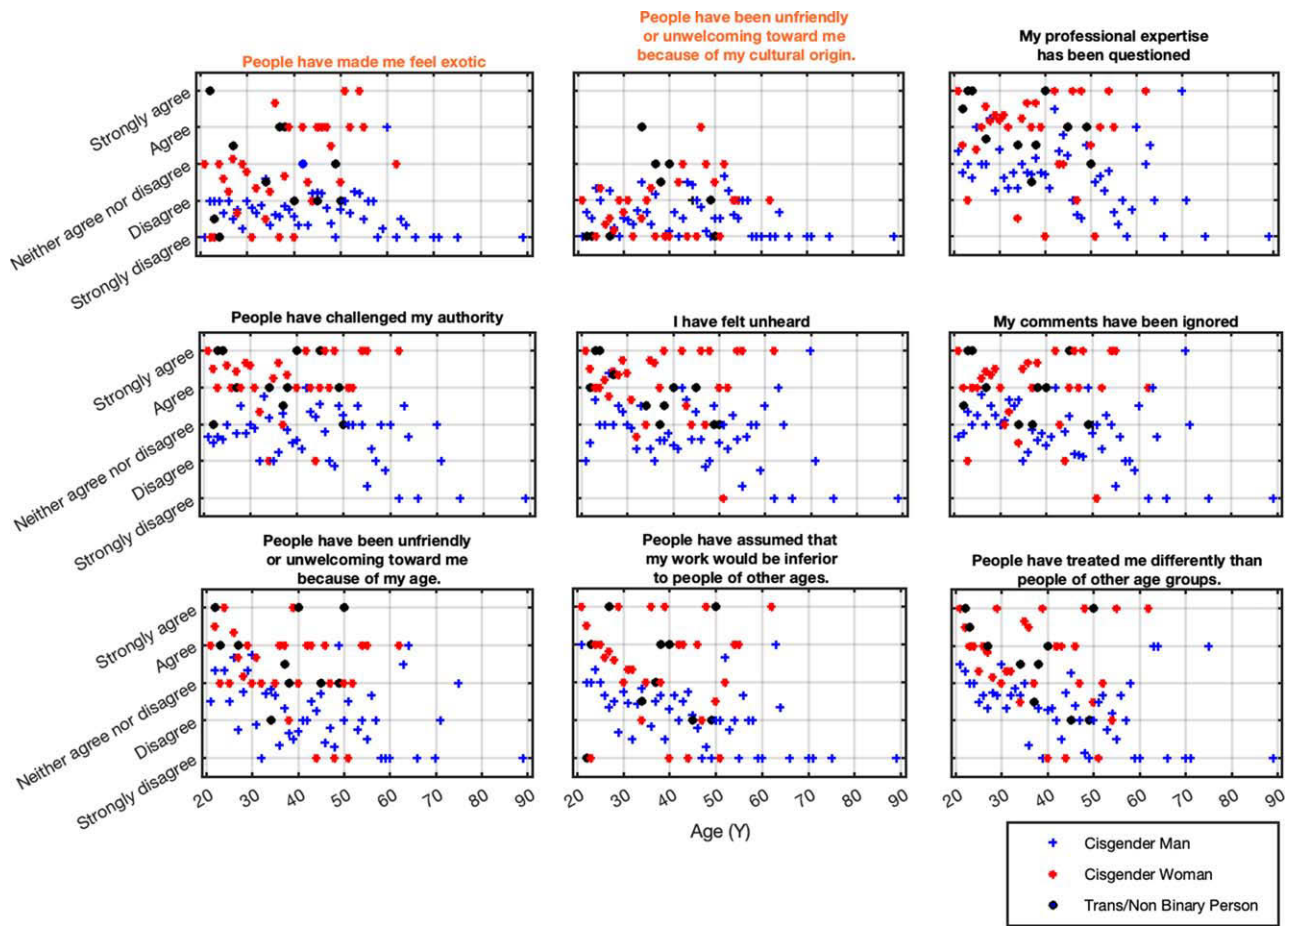 People have made me feel exotic
People have been unfriendly
or unwelcoming toward me
because of my cultural origin.
My professional expertise
has been questioned
Strongly agree
Agree
Neither agree nor disagree
Disagree
Strongly disagree
People have challenged my authority
I have felt unheard
My comments have been ignored
Strongly agree
Agree
Neither agree nor disagree
Disagree
Strongly disagree
People have been unfriendly
or unwelcoming toward me
because of my age.
People have assumed that
my work would be inferior
to people of other ages.
People have treated me differently than
people of other age groups.
Strongly agree
Agree
Neither agree nor disagree
Disagree
Strongly disagree
20 30 40 50 60 70 80 90
20 30 40 50 60 70 80 90
20 30 40 50 60 70 80 90
Age (Y)
Cisgender Man
Cisgender Woman
Trans/Non Binary Person